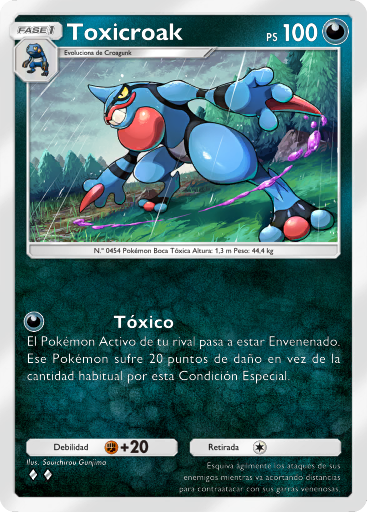 FASE 1
Toxicroak
PS 100
Evoluciona de Croagunk
N.º 0454 Pokémon Boca Tóxica Altura: 1,3 m Peso: 44,4 kg
Tóxico
El Pokémon Activo de tu rival pasa a estar Envenenado.
Ese Pokémon sufre 20 puntos de daño en vez de la
cantidad habitual por esta Condición Especial.
Debilidad +20
Retirada
Ilus. Souichirou Gunjima
Esquiva ágilmente los ataques de sus
enemigos mientras va acortando distancias
para contraatacar con sus garras venenosas.